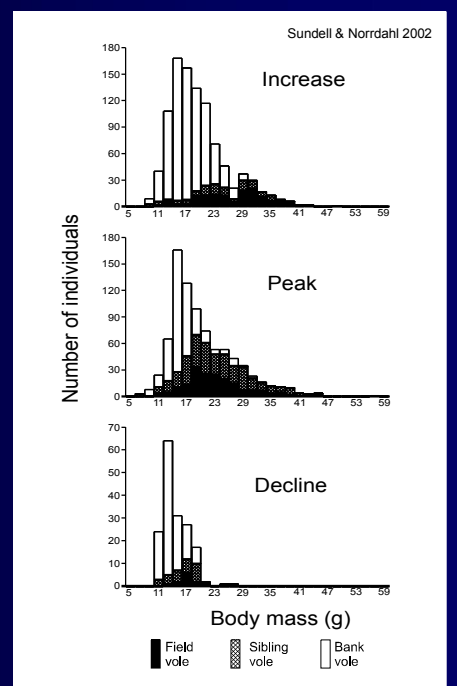 Sundell & Norrdahl 2002
Number of individuals
Increase
180
150
120
90
60
30
0
5 11 17 23 29 35 41 47 53 59
Peak
180
150
120
90
60
30
0
5 11 17 23 29 35 41 47 53 59
Decline
70
60
50
40
30
20
10
0
5 11 17 23 29 35 41 47 53 59
Body mass (g)
Field vole
Sibling vole
Bank vole